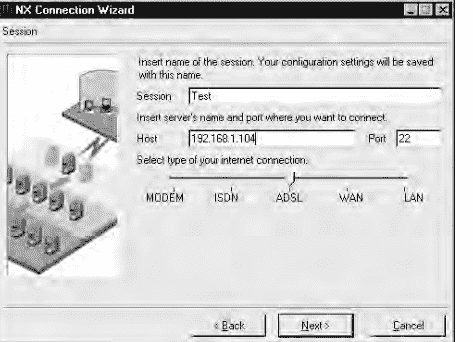 NX Connection Wizard
Session
Insert name of the session. Your configuration settings will be saved
with this name.
Session Test
Insert server's name and port where you want to connect.
Host 192.168.1.104 Port 22
Select type of your internet connection.
MODEM ISDN ADSL WAN LAN
< Back Next > Cancel